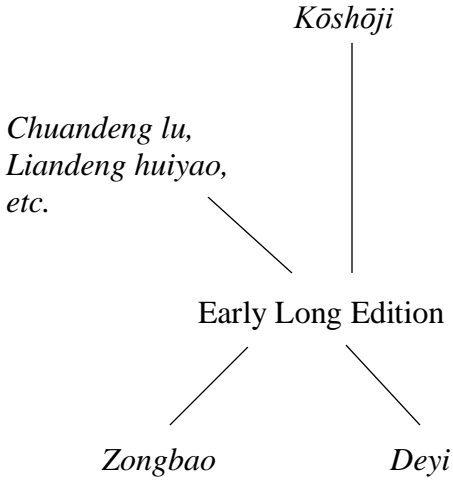 Kōshōji
Chuandeng lu,
Liandeng huiyao,
etc.
Early Long Edition
Zongbao
Deyi